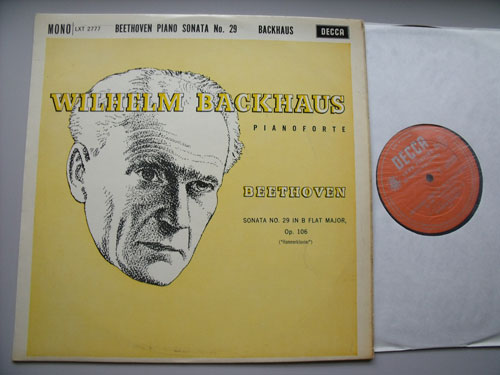 MONO LXT 2777 BEETHOVEN PIANO SONATA No. 29 BACKHAUS DECCA
WILHELM BACKHAUS
PIANOFORTE
BEETHOVEN
SONATA NO. 29 IN B FLAT MAJOR,
Op. 106
("Hammerklavier")
DECCA